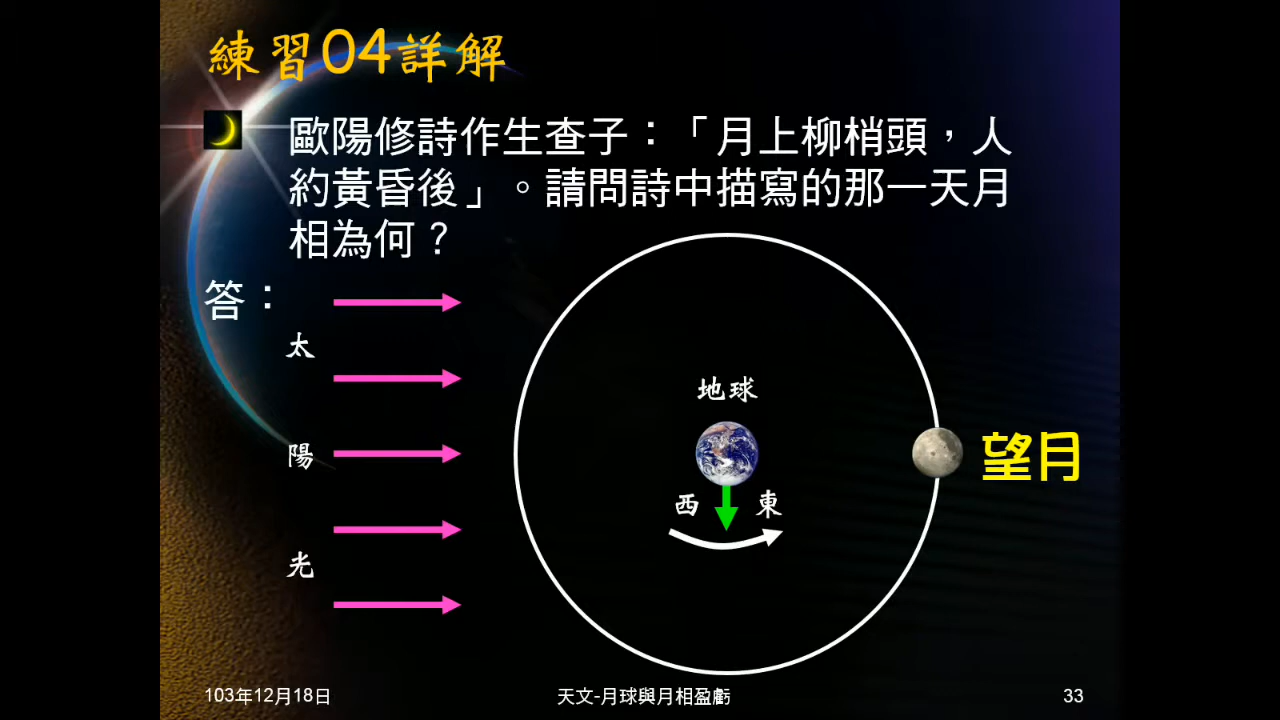 練習04詳解
歐陽修詩作生查子：「月上柳梢頭，人
約黃昏後」。請問詩中描寫的那一天月
相為何？
答：
太
陽
光
地球
西 東
望月
103年12月18日 天文-月球與月相盈虧 33